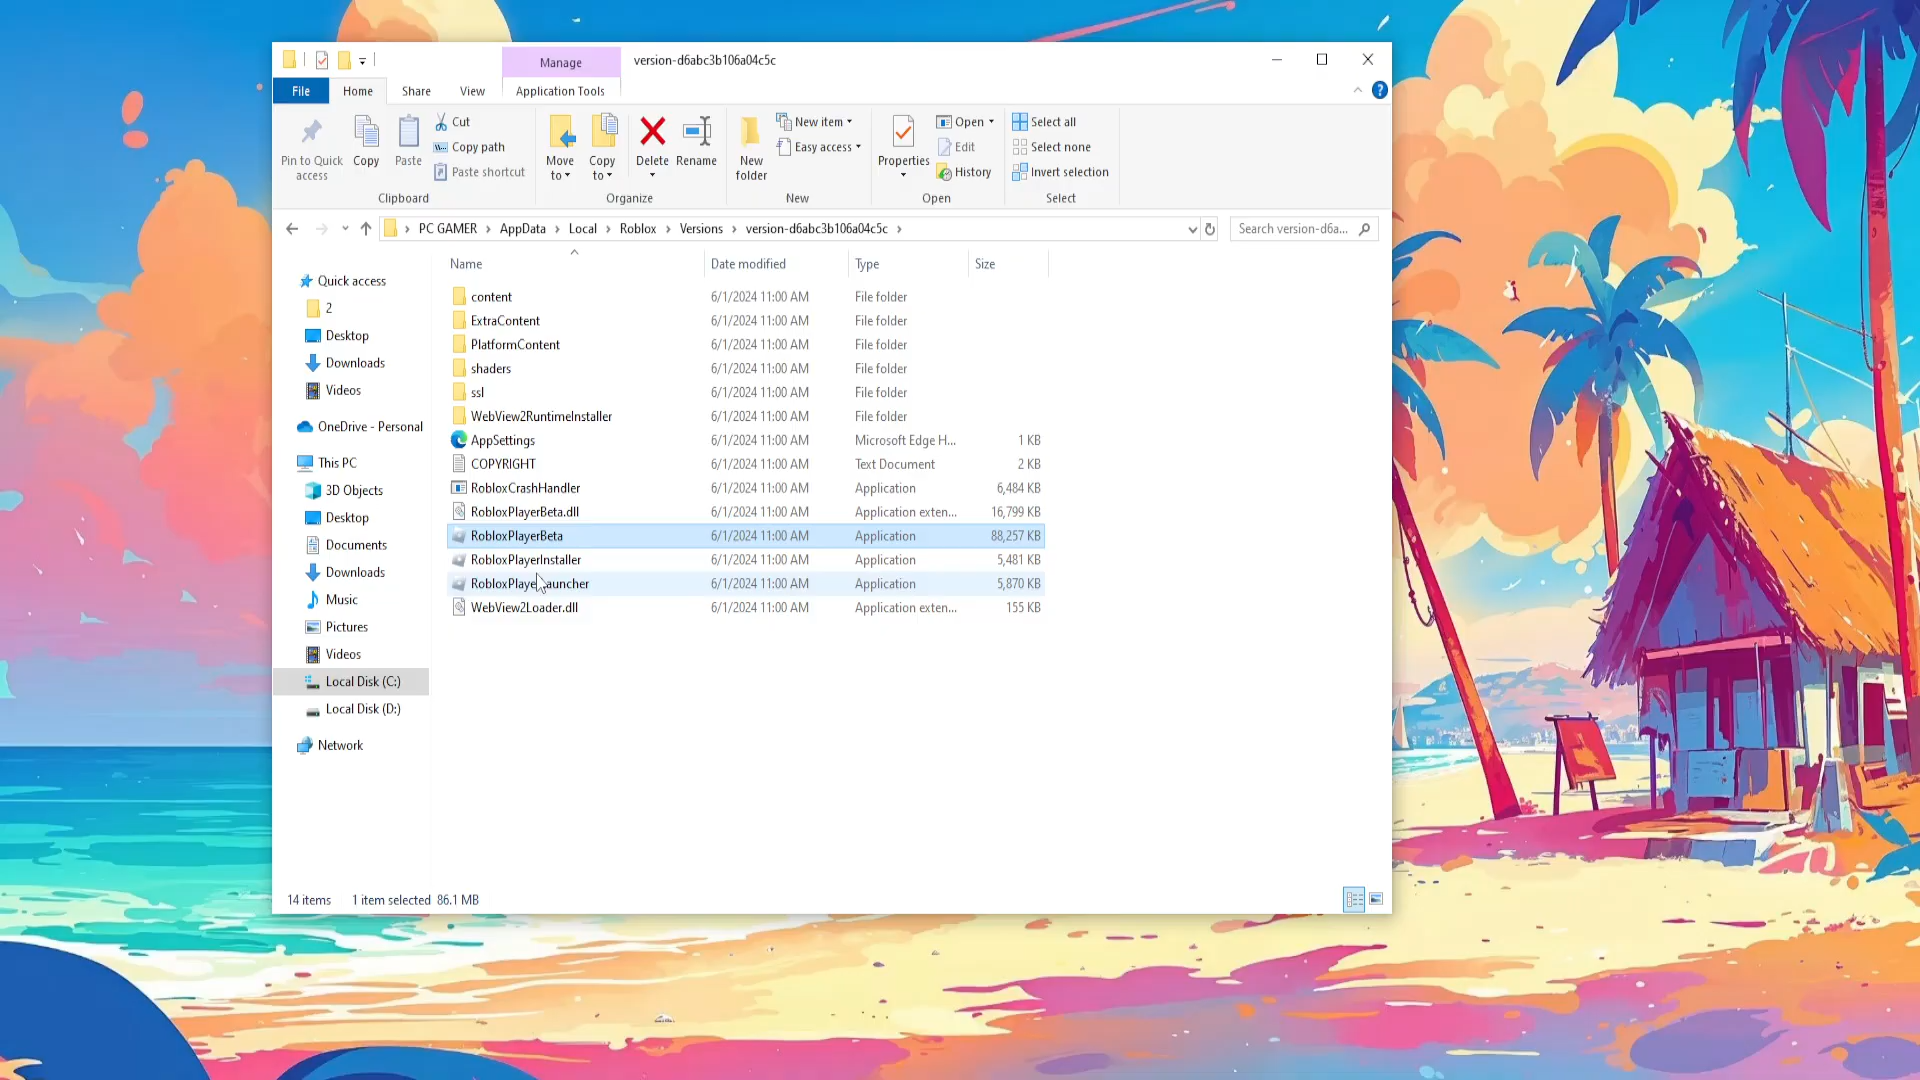 Manage
version-d6abc3b106a04c5c
File
Home
Share
View
Application Tools
Pin to Quick access
Copy
Paste
Cut
Copy path
Paste shortcut
Clipboard
Move to
Copy to
Delete
Rename
Organize
New folder
New item
Easy access
New
Properties
Open
Edit
History
Open
Select all
Select none
Invert selection
Select
PC GAMER > AppData > Local > Roblox > Versions > version-d6abc3b106a04c5c >
Search version-d6a...
Name Date modified Type Size
Quick access
2
Desktop
Downloads
Videos
OneDrive - Personal
This PC
3D Objects
Desktop
Documents
Downloads
Music
Pictures
Videos
Local Disk (C:)
Local Disk (D:)
Network
content 6/1/2024 11:00 AM File folder
ExtraContent 6/1/2024 11:00 AM File folder
PlatformContent 6/1/2024 11:00 AM File folder
shaders 6/1/2024 11:00 AM File folder
ssl 6/1/2024 11:00 AM File folder
WebView2RuntimeInstaller 6/1/2024 11:00 AM File folder
AppSettings 6/1/2024 11:00 AM Microsoft Edge H... 1 KB
COPYRIGHT 6/1/2024 11:00 AM Text Document 2 KB
RobloxCrashHandler 6/1/2024 11:00 AM Application 6,484 KB
RobloxPlayerBeta.dll 6/1/2024 11:00 AM Application exten... 16,799 KB
RobloxPlayerBeta 6/1/2024 11:00 AM Application 88,257 KB
RobloxPlayerInstaller 6/1/2024 11:00 AM Application 5,481 KB
RobloxPlayerLauncher 6/1/2024 11:00 AM Application 5,870 KB
WebView2Loader.dll 6/1/2024 11:00 AM Application exten... 155 KB
14 items 1 item selected 86.1 MB